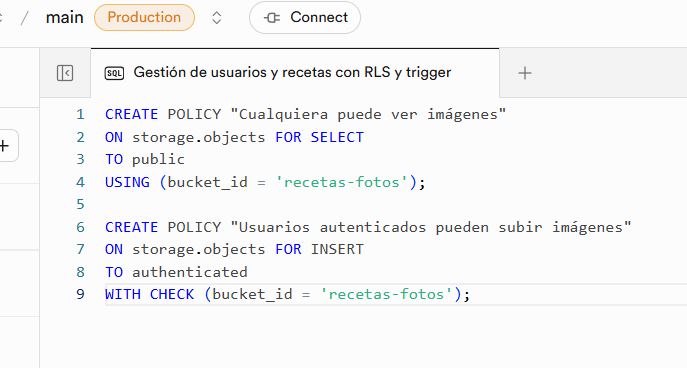 / main Production Connect
SQL Gestión de usuarios y recetas con RLS y trigger +
1 CREATE POLICY "Cualquiera puede ver imágenes"
2 ON storage.objects FOR SELECT
3 TO public
4 USING (bucket_id = 'recetas-fotos');
5
6 CREATE POLICY "Usuarios autenticados pueden subir imágenes"
7 ON storage.objects FOR INSERT
8 TO authenticated
9 WITH CHECK (bucket_id = 'recetas-fotos');